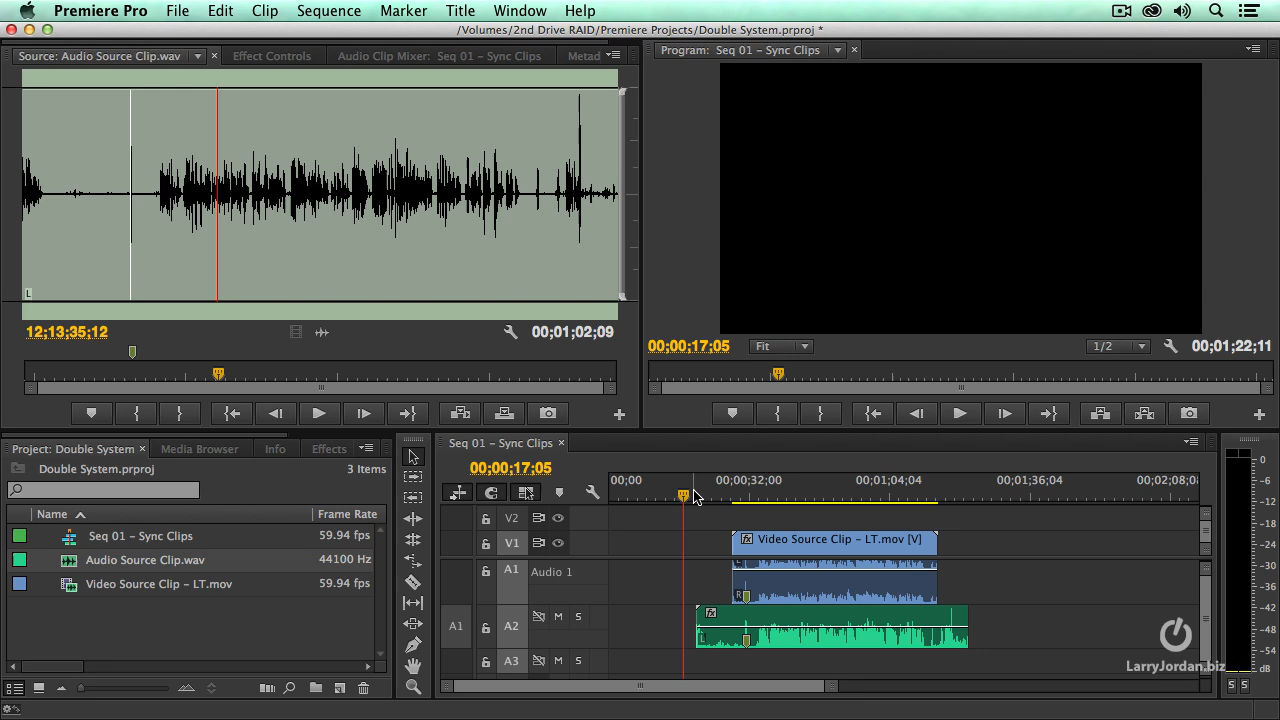 Premiere Pro File Edit Clip Sequence Marker Title Window Help
/Volumes/2nd Drive RAID/Premiere Projects/Double System.prproj *
Source: Audio Source Clip.wav Effect Controls Audio Clip Mixer: Seq 01 – Sync Clips Metad
Program: Seq 01 – Sync Clips
L
12;13;35;12 00;01;02;09
00;00;17;05 Fit 1/2 00;01;22;11
Project: Double System Media Browser Info Effects
Double System.prproj 3 Items
Name Frame Rate
Seq 01 – Sync Clips 59.94 fps
Audio Source Clip.wav 44100 Hz
Video Source Clip – LT.mov 59.94 fps
Seq 01 – Sync Clips
00;00;17;05
00;00 00;00;32;00 00;01;04;04 00;01;36;04 00;02;08;0
V2
V1 fx Video Source Clip – LT.mov [V]
A1 Audio 1
L
R
A1 A2 M S fx
L
A3 M S
0
-6
-12
-18
-24
-30
-36
-42
-48
-54
dB
S S
LarryJordan.biz